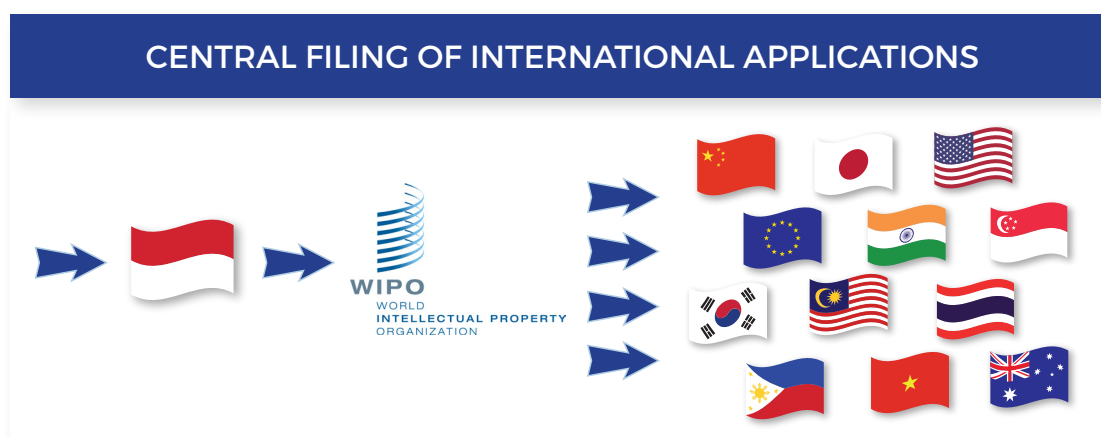 CENTRAL FILING OF INTERNATIONAL APPLICATIONS
WIPO
WORLD
INTELLECTUAL PROPERTY
ORGANIZATION